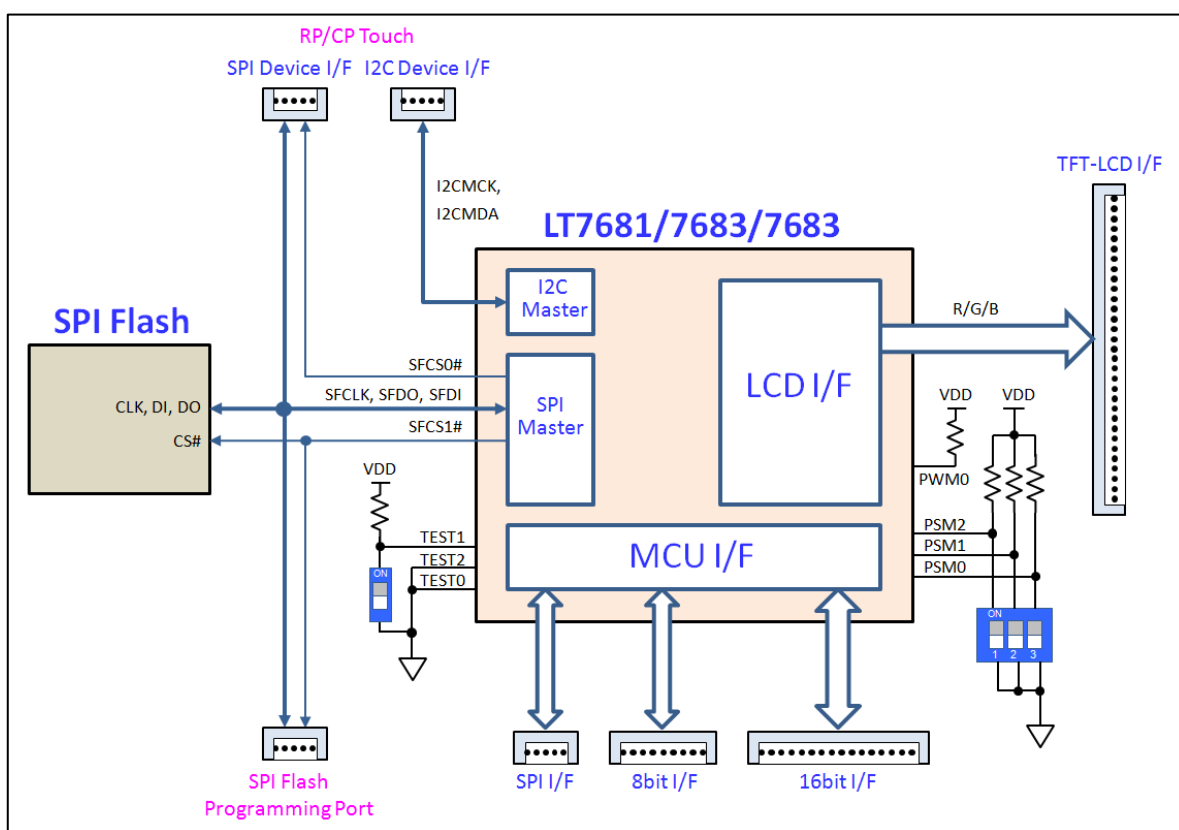 RP/CP Touch
SPI Device I/F
I2C Device I/F
TFT-LCD I/F
I2CMCK,
I2CMDA
LT7681/7683/7683
I2C
Master
SPI Flash
R/G/B
SFCS0#
LCD I/F
CLK, DI, DO
SFCLK, SFDO, SFDI
SPI
Master
VDD
VDD
SFCS1#
CS#
VDD
PWM0
TEST1
TEST2
TEST0
MCU I/F
PSM2
PSM1
PSM0
ON
ON
1 2 3
SPI Flash
Programming Port
SPI I/F
8bit I/F
16bit I/F